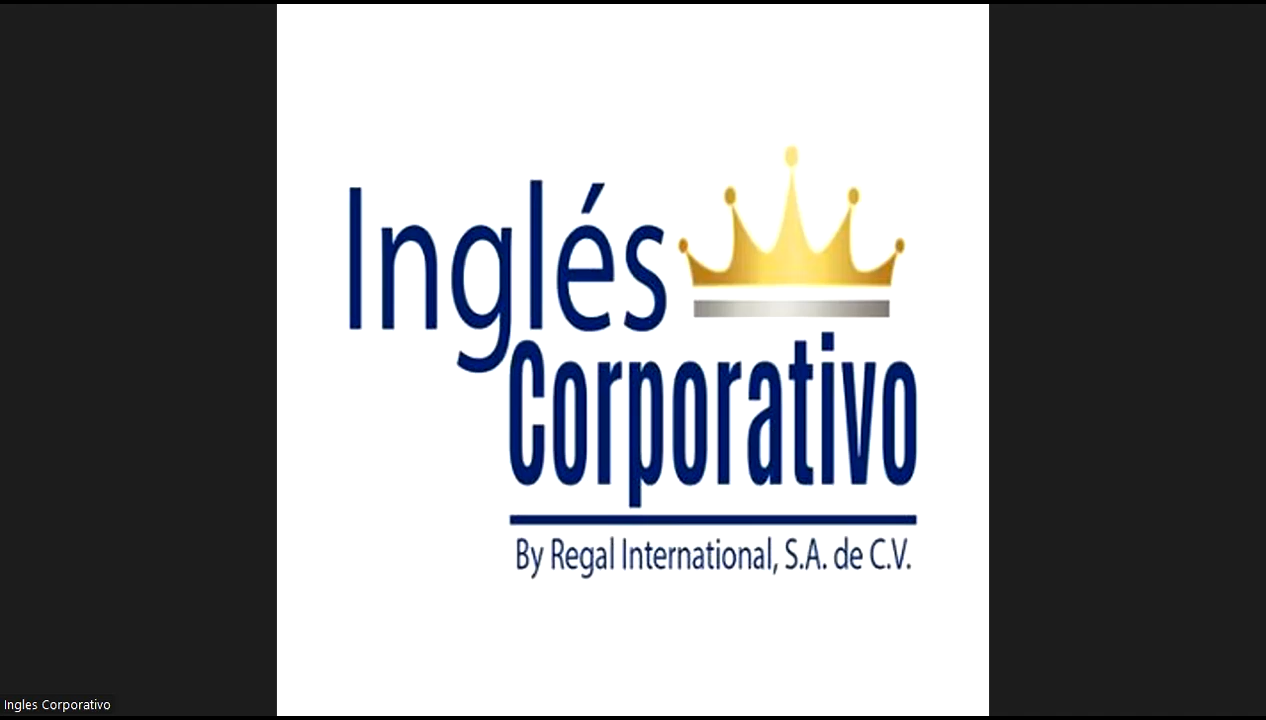 Inglés
Corporativo
By Regal International, S.A. de C.V.
Ingles Corporativo